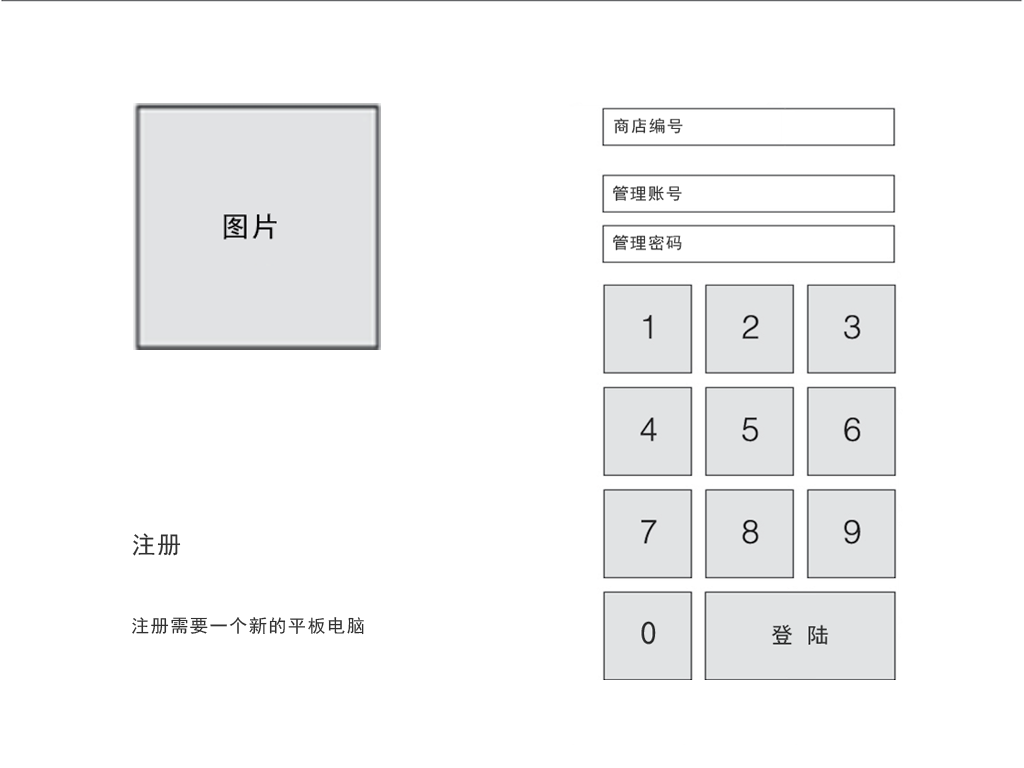 图片
注册
注册需要一个新的平板电脑
商店编号
管理账号
管理密码
1 2 3
4 5 6
7 8 9
0 登 陆